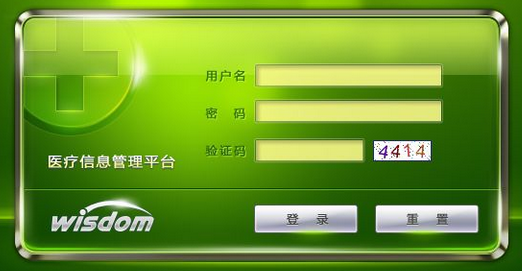 用户名
密 码
验证码 4414
医疗信息管理平台
wisdom
登 录 重 置